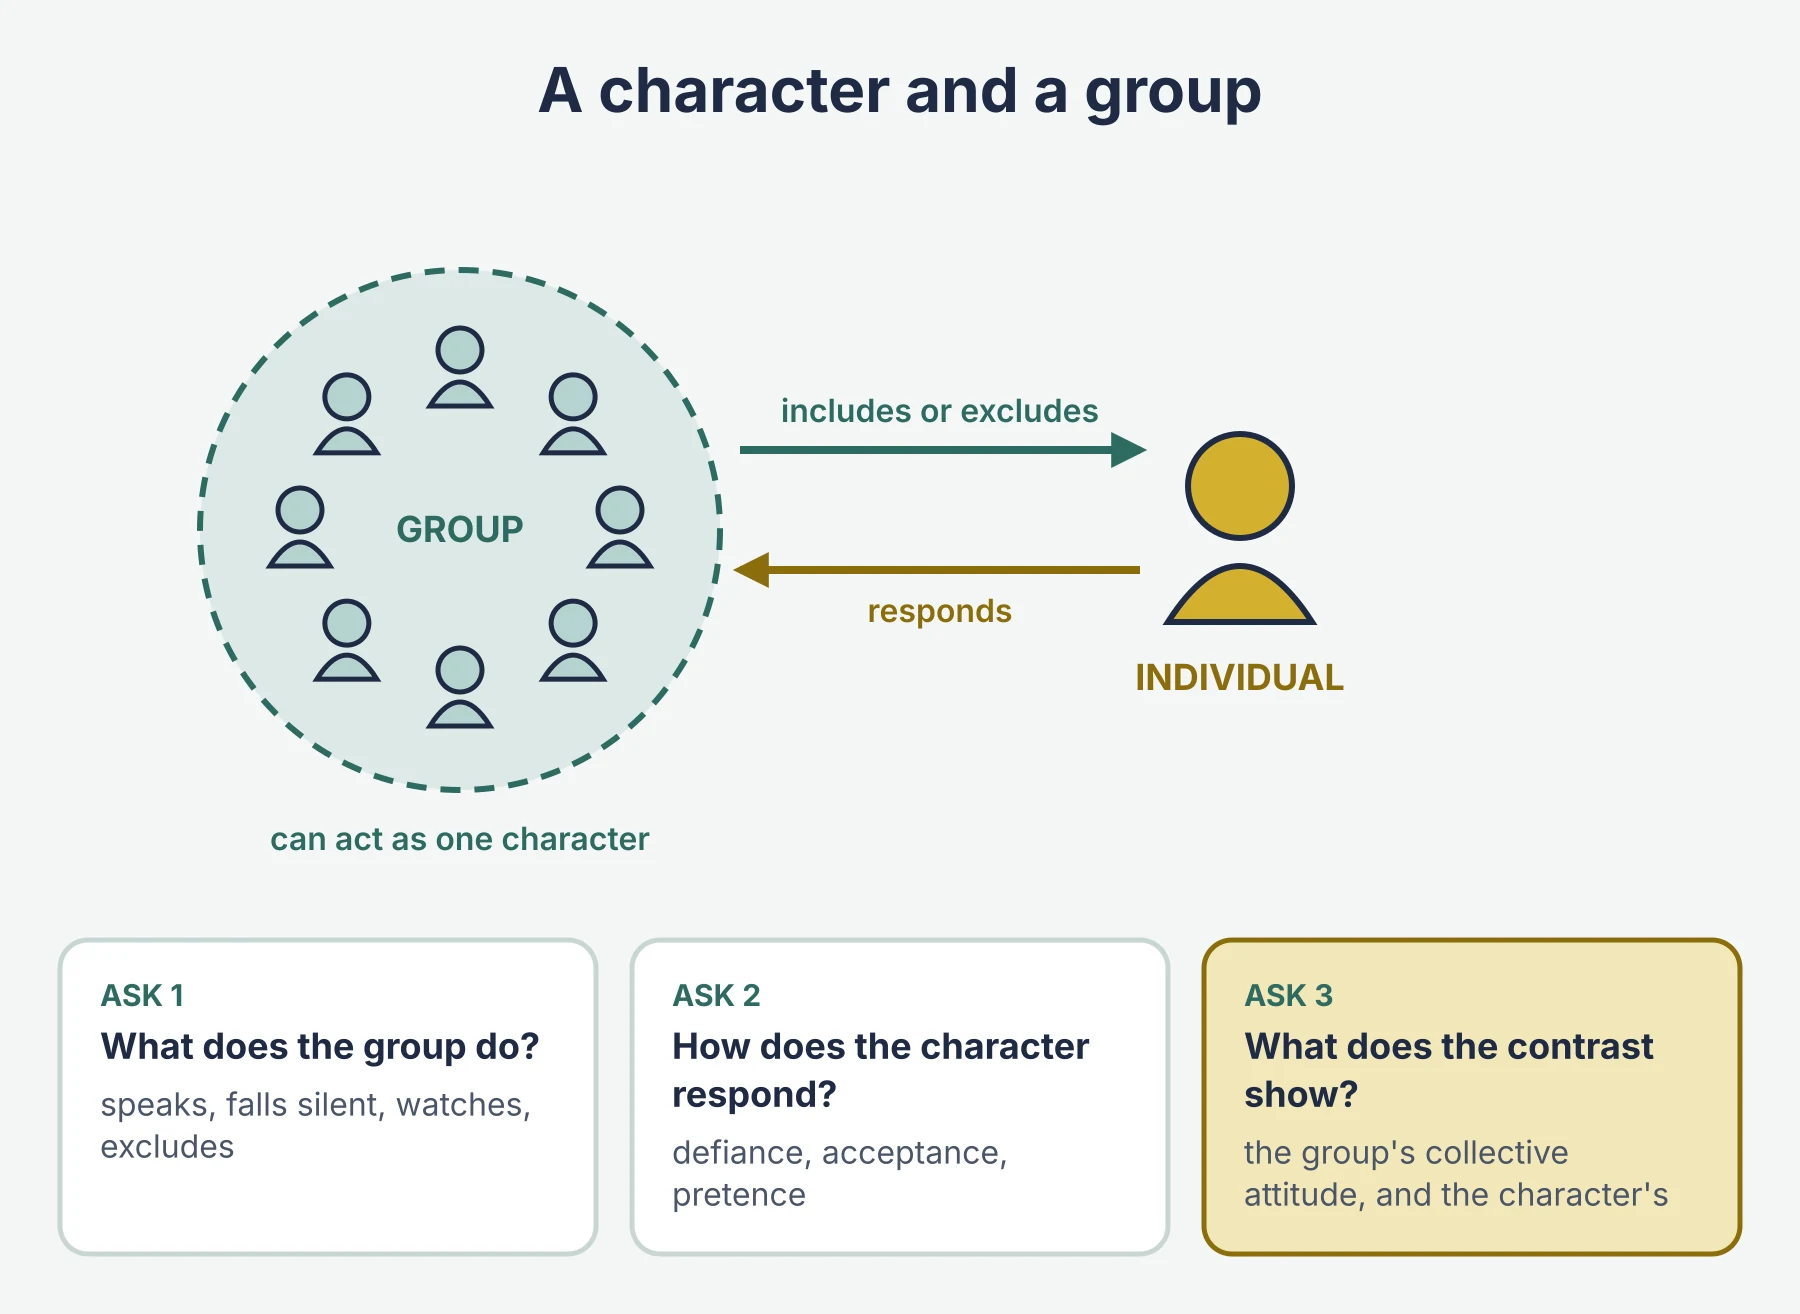 A character and a group
includes or excludes
GROUP
responds
INDIVIDUAL
can act as one character
ASK 1
What does the group do?
speaks, falls silent, watches,
excludes
ASK 2
How does the character
respond?
defiance, acceptance,
pretence
ASK 3
What does the contrast
show?
the group's collective
attitude, and the character's